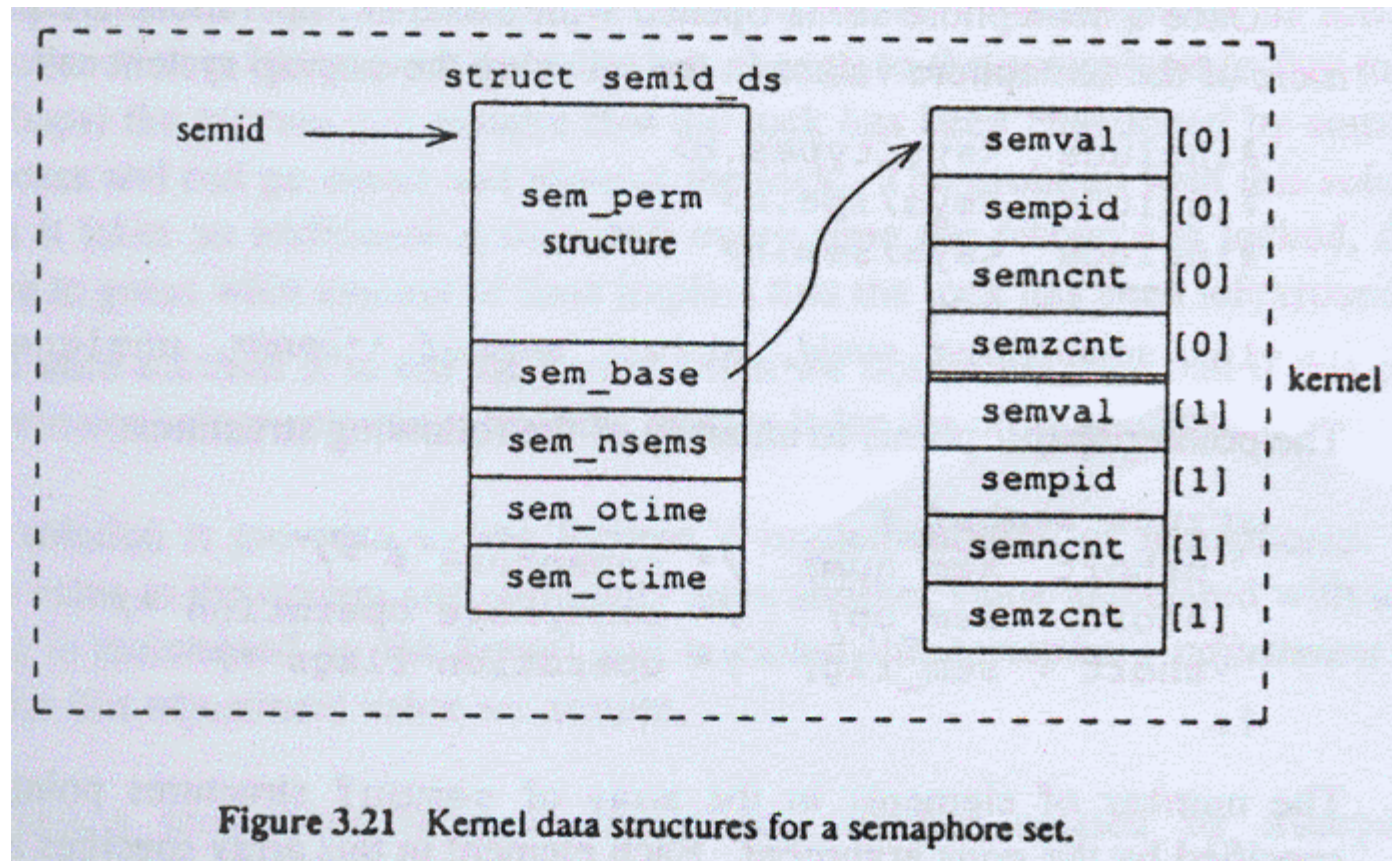 struct semid_ds
semid
sem_perm
structure
sem_base
sem_nsems
sem_otime
sem_ctime
semval [0]
sempid [0]
semncnt [0]
semzcnt [0]
semval [1]
sempid [1]
semncnt [1]
semzcnt [1]
kernel
Figure 3.21 Kernel data structures for a semaphore set.